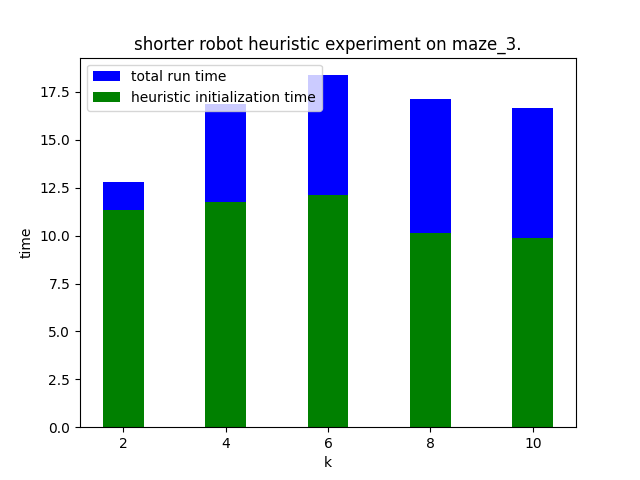 shorter robot heuristic experiment on maze_3.
total run time
heuristic initialization time
17.5
15.0
12.5
10.0
7.5
5.0
2.5
0.0
time
2 4 6 8 10
k